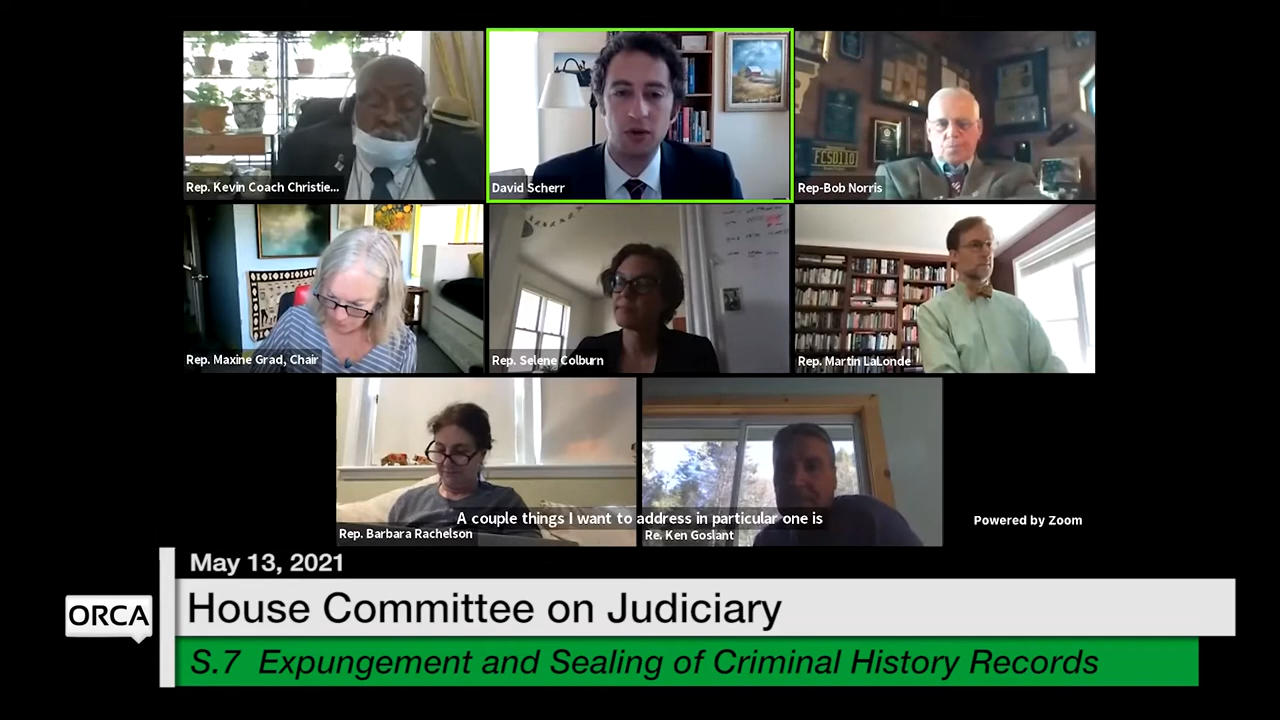 Rep. Kevin Coach Christie...
David Scherr
Rep-Bob Norris
FCSD110
Rep. Maxine Grad, Chair
Rep. Selene Colburn
Rep. Martin LaLonde
A couple things I want to address in particular one is
Rep. Barbara Rachelson
Re. Ken Goslant
Powered by Zoom
May 13, 2021
ORCA
House Committee on Judiciary
S.7 Expungement and Sealing of Criminal History Records